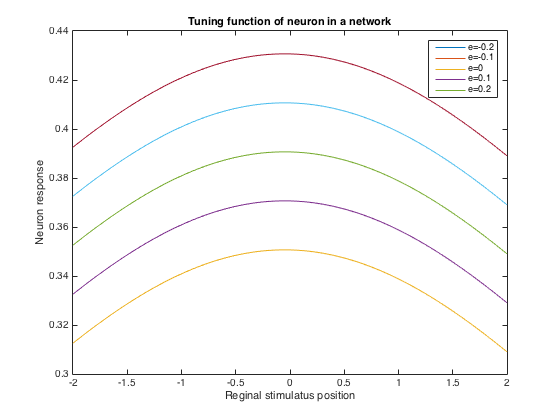 Tuning function of neuron in a network
0.44
0.42
0.4
0.38
0.36
0.34
0.32
0.3
Neuron response
e=-0.2
e=-0.1
e=0
e=0.1
e=0.2
-2 -1.5 -1 -0.5 0 0.5 1 1.5 2
Reginal stimulatus position